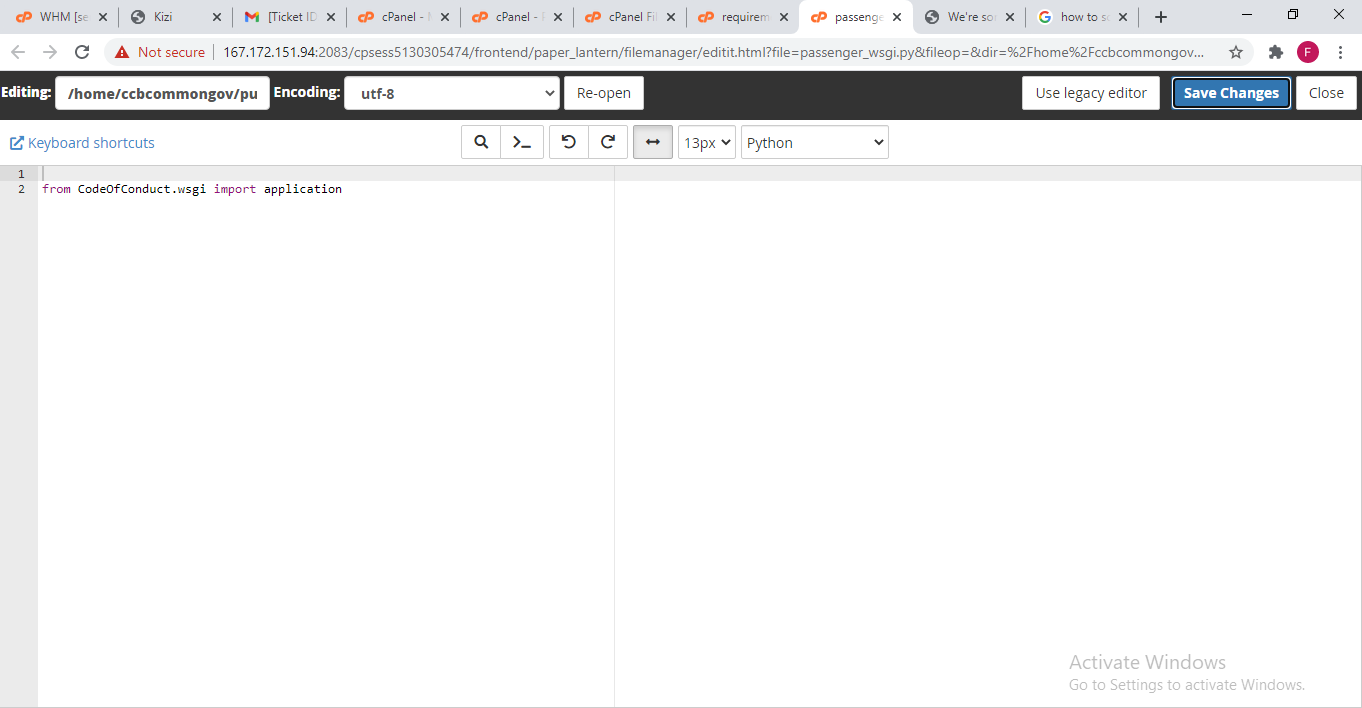 WHM [se
Kizi
[Ticket ID
cPanel -
cPanel -
cPanel Fil
requirem
passenge
We're sor
how to sc
Not secure
167.172.151.94:2083/cpsess5130305474/frontend/paper_lantern/filemanager/editit.html?file=passenger_wsgi.py&fileop=&dir=%2Fhome%2Fccbcommongov...
F
Editing:
/home/ccbcommongov/pu
Encoding:
utf-8
Re-open
Use legacy editor
Save Changes
Close
Keyboard shortcuts
13px
Python
1
2 from CodeOfConduct.wsgi import application
Activate Windows
Go to Settings to activate Windows.